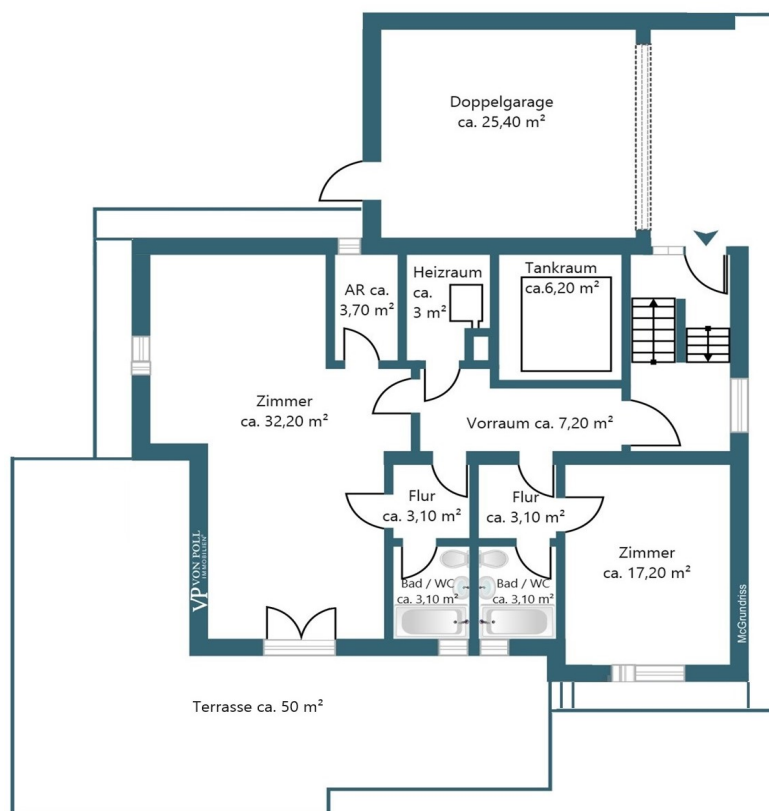 Doppelgarage
ca. 25,40 m²
AR ca.
3,70 m²
Heizraum
ca.
3 m²
Tankraum
ca.6,20 m²
Zimmer
ca. 32,20 m²
Vorraum ca. 7,20 m²
Flur
ca. 3,10 m²
Flur
ca. 3,10 m²
Zimmer
ca. 17,20 m²
Bad / WC
ca. 3,10 m²
Bad / WC
ca. 3,10 m²
VP VON POLL
IMMOBILIEN
McGrundriss
Terrasse ca. 50 m²